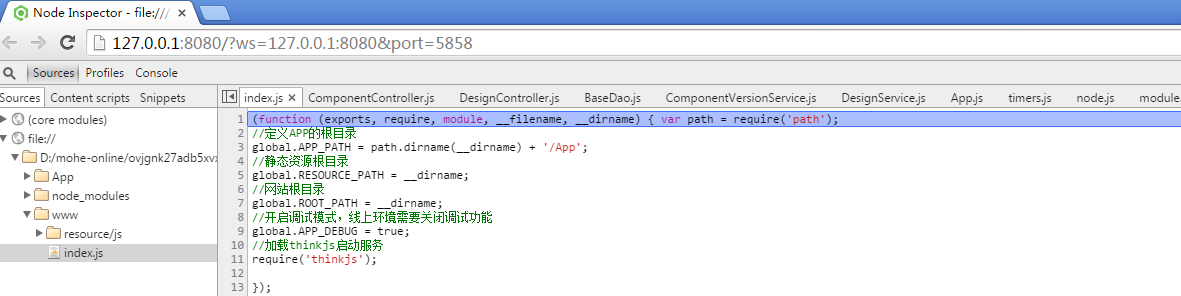 Node Inspector - file:///
127.0.0.1:8080/?ws=127.0.0.1:8080&port=5858
Sources Profiles Console
Sources Content scripts Snippets
index.js ComponentController.js DesignController.js BaseDao.js ComponentVersionService.js DesignService.js App.js timers.js node.js module.
(core modules)
file://
D:/mohe-online/ovjgnk27adb5xv
App
node_modules
www
resource/js
index.js
1 (function (exports, require, module, __filename, __dirname) { var path = require('path');
2 //定义APP的根目录
3 global.APP_PATH = path.dirname(__dirname) + '/App';
4 //静态资源根目录
5 global.RESOURCE_PATH = __dirname;
6 //网站根目录
7 global.ROOT_PATH = __dirname;
8 //开启调试模式，线上环境需要关闭调试功能
9 global.APP_DEBUG = true;
10 //加载thinkjs启动服务
11 require('thinkjs');
12
13 });